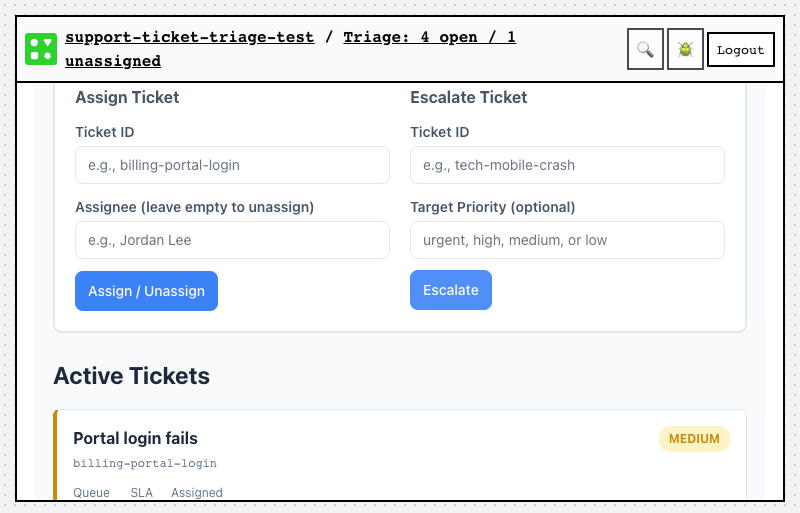 support-ticket-triage-test / Triage: 4 open / 1
unassigned
Logout
Assign Ticket
Ticket ID
e.g., billing-portal-login
Assignee (leave empty to unassign)
e.g., Jordan Lee
Assign / Unassign
Escalate Ticket
Ticket ID
e.g., tech-mobile-crash
Target Priority (optional)
urgent, high, medium, or low
Escalate
Active Tickets
Portal login fails
MEDIUM
billing-portal-login
Queue SLA Assigned